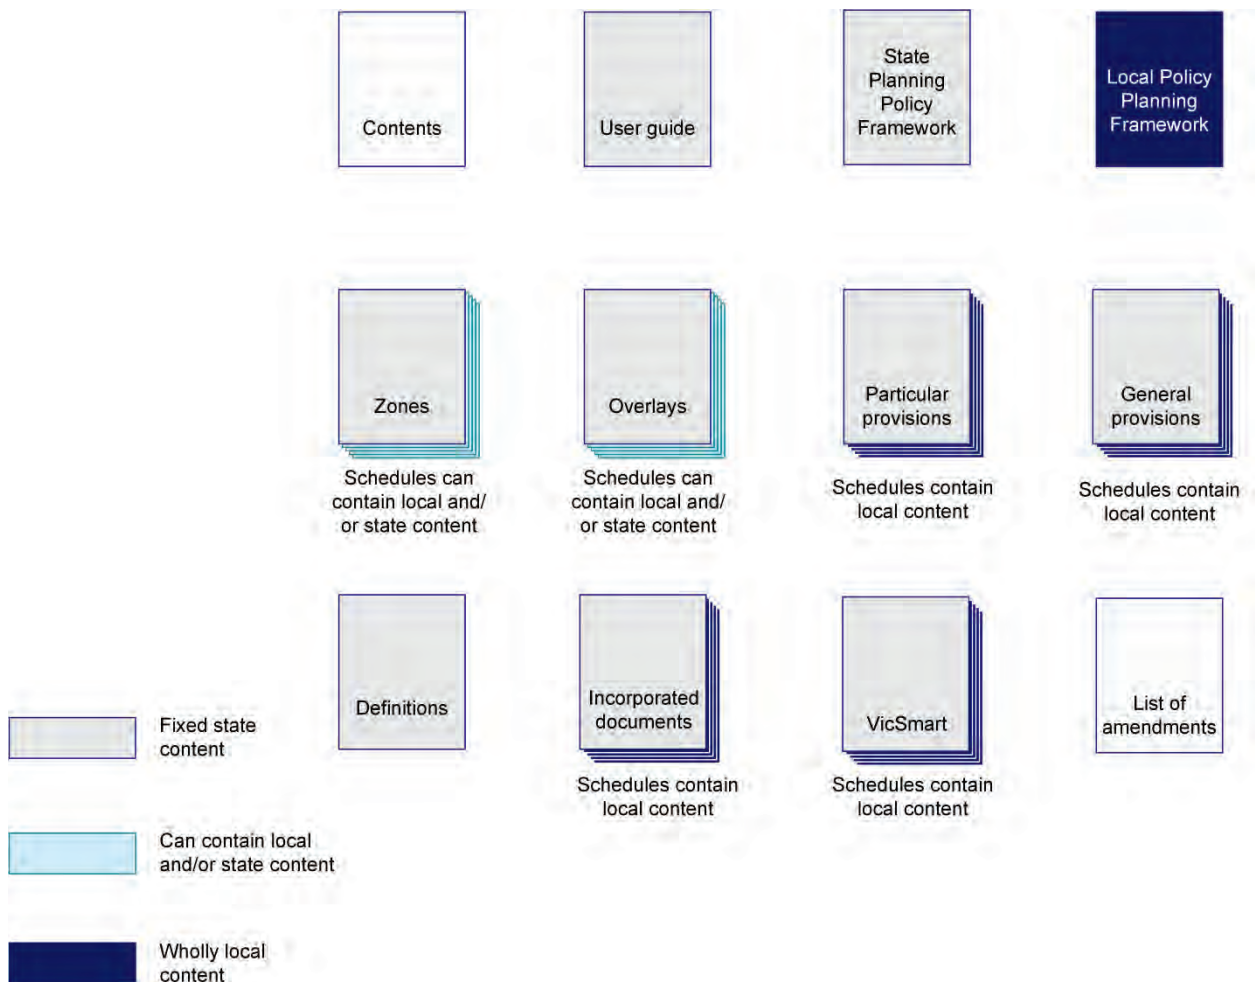 Contents
User guide
State
Planning
Policy
Framework
Local Policy
Planning
Framework
Zones
Schedules can
contain local and/
or state content
Overlays
Schedules can
contain local and/
or state content
Particular
provisions
Schedules contain
local content
General
provisions
Schedules contain
local content
Definitions
Incorporated
documents
Schedules contain
local content
VicSmart
Schedules contain
local content
List of
amendments
Fixed state
content
Can contain local
and/or state content
Wholly local
content